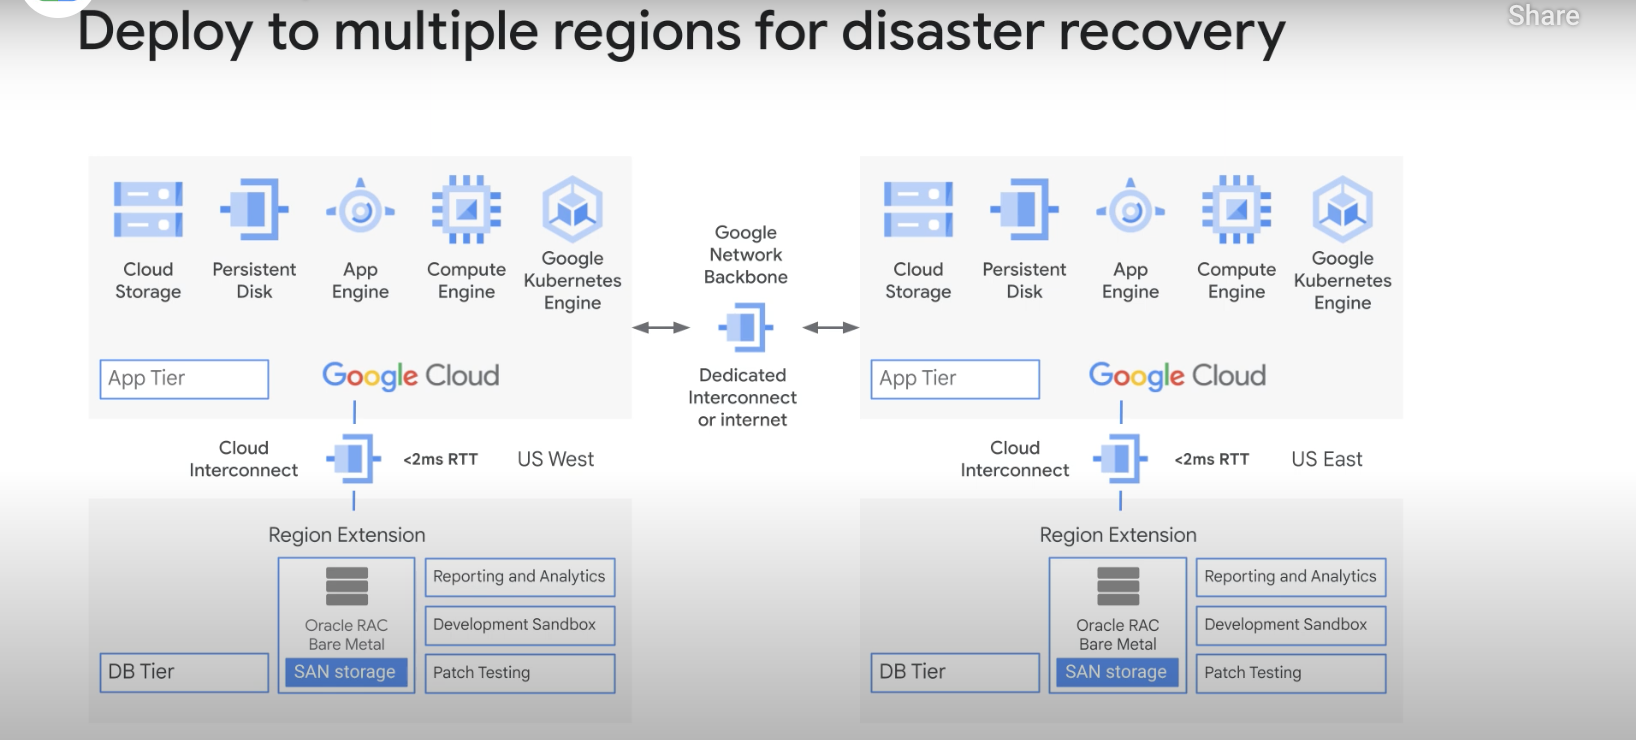 Deploy to multiple regions for disaster recovery
Share
Cloud
Storage
Persistent
Disk
App
Engine
Compute
Engine
Google
Kubernetes
Engine
App Tier
Google Cloud
Google
Network
Backbone
Dedicated
Interconnect
or internet
Cloud
Storage
Persistent
Disk
App
Engine
Compute
Engine
Google
Kubernetes
Engine
App Tier
Google Cloud
Cloud
Interconnect
<2ms RTT
US West
Cloud
Interconnect
<2ms RTT
US East
Region Extension
Oracle RAC
Bare Metal
SAN storage
Reporting and Analytics
Development Sandbox
Patch Testing
DB Tier
Region Extension
Oracle RAC
Bare Metal
SAN storage
Reporting and Analytics
Development Sandbox
Patch Testing
DB Tier